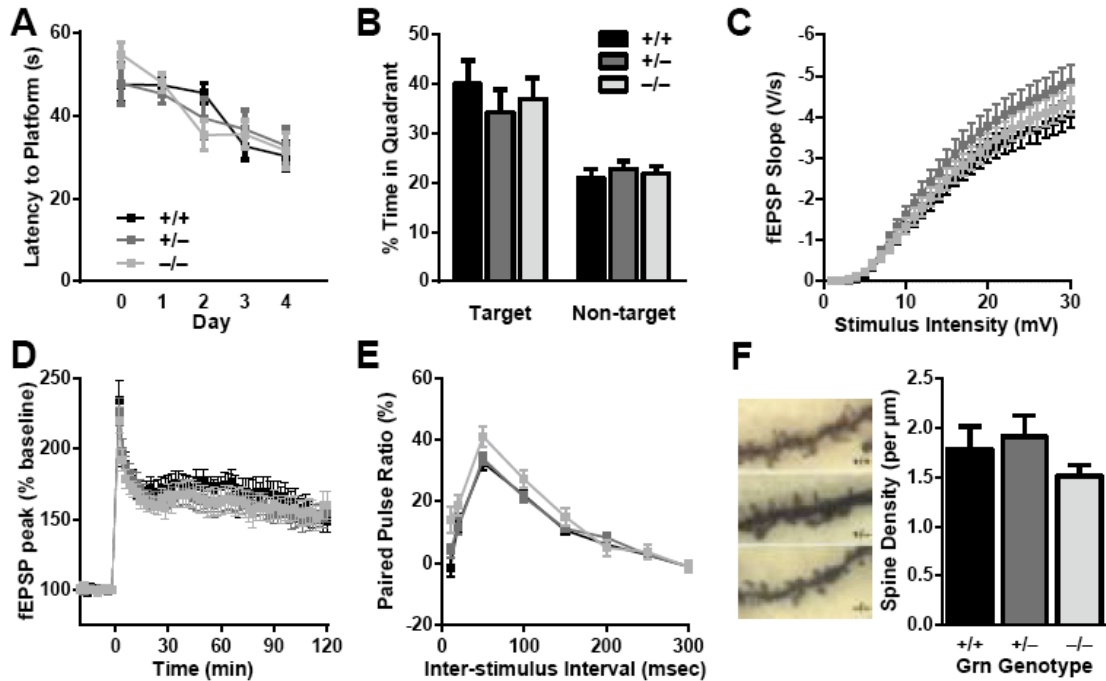 A
Latency to Platform (s)
60
40
20
0
+/+
+/−
−/−
0 1 2 3 4
Day
B
% Time in Quadrant
50
40
30
20
10
0
+/+
+/−
−/−
Target Non-target
C
fEPSP Slope (V/s)
-6
-5
-4
-3
-2
-1
0
0 10 20 30
Stimulus Intensity (mV)
D
fEPSP peak (% baseline)
250
200
150
100
0 30 60 90 120
Time (min)
E
Paired Pulse Ratio (%)
60
40
20
0
-20
0 100 200 300
Inter-stimulus Interval (msec)
F
+/+
+/−
−/−
Spine Density (per μm)
2.5
2.0
1.5
1.0
0.5
0.0
+/+ +/− −/−
Grn Genotype